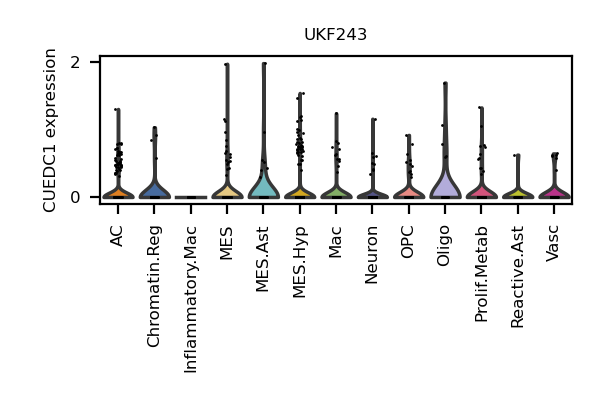 UKF243
CUEDC1 expression
2
0
AC
Chromatin.Reg
Inflammatory.Mac
MES
MES.Ast
MES.Hyp
Mac
Neuron
OPC
Oligo
Prolif.Metab
Reactive.Ast
Vasc